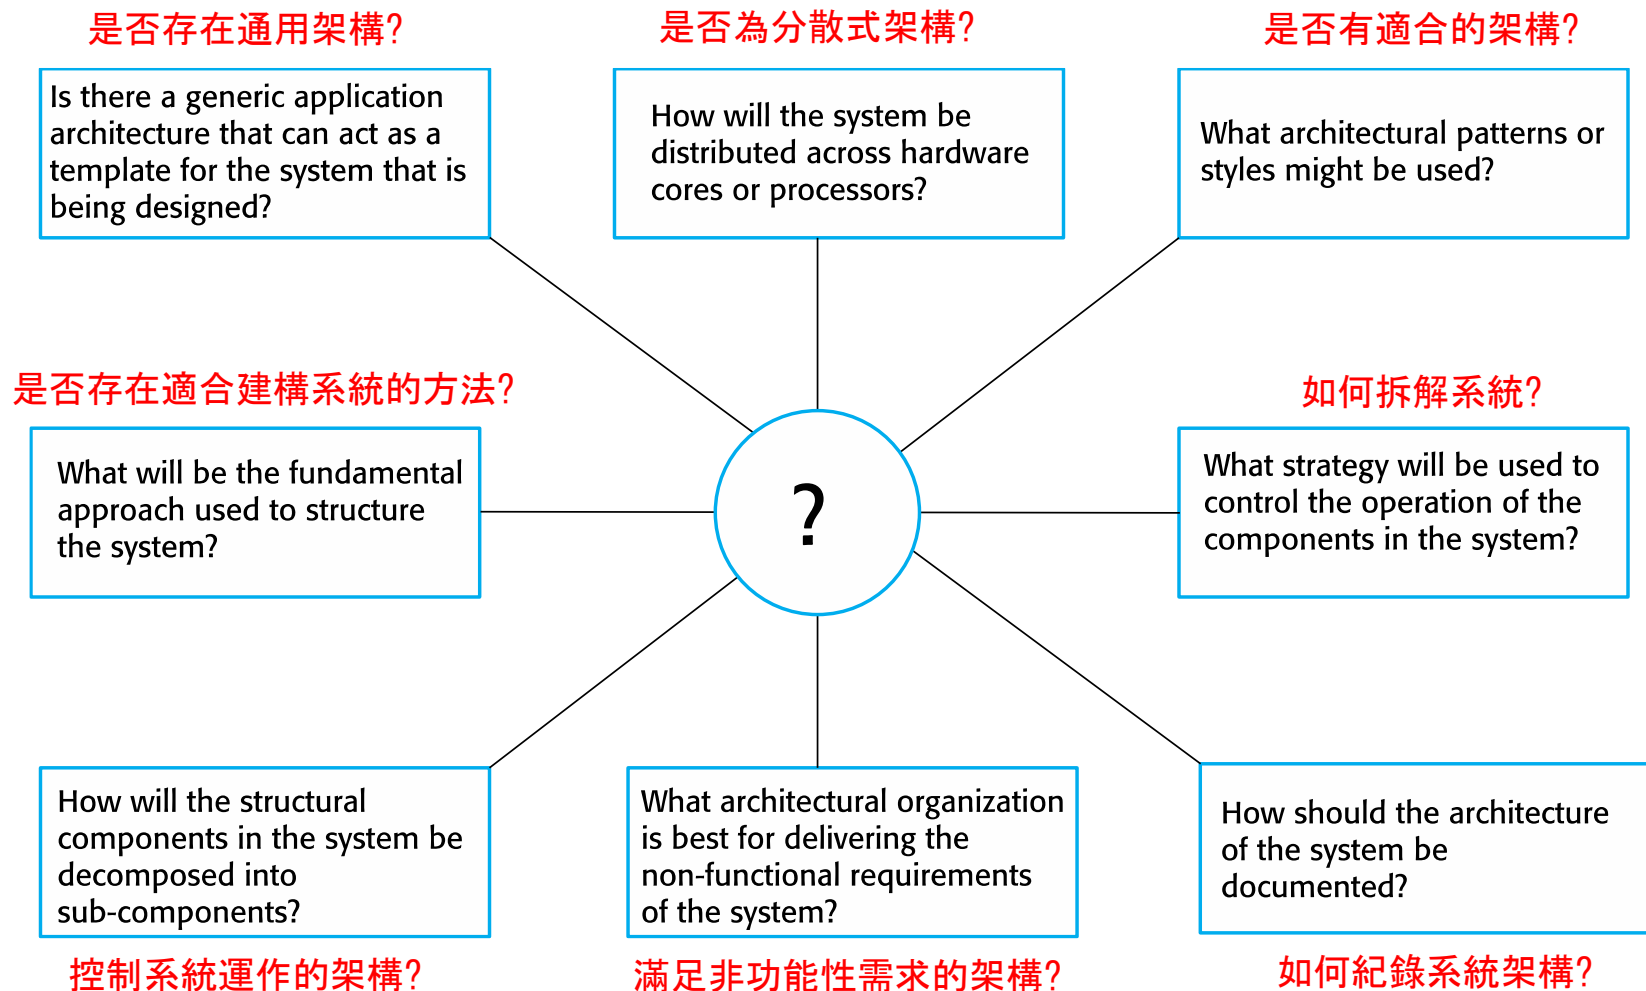 是否存在通用架構?
Is there a generic application
architecture that can act as a
template for the system that is
being designed?
是否為分散式架構?
How will the system be
distributed across hardware
cores or processors?
是否有適合的架構?
What architectural patterns or
styles might be used?
是否存在適合建構系統的方法?
What will be the fundamental
approach used to structure
the system?
?
如何拆解系統?
What strategy will be used to
control the operation of the
components in the system?
How will the structural
components in the system be
decomposed into
sub-components?
控制系統運作的架構?
What architectural organization
is best for delivering the
non-functional requirements
of the system?
滿足非功能性需求的架構?
How should the architecture
of the system be
documented?
如何紀錄系統架構?